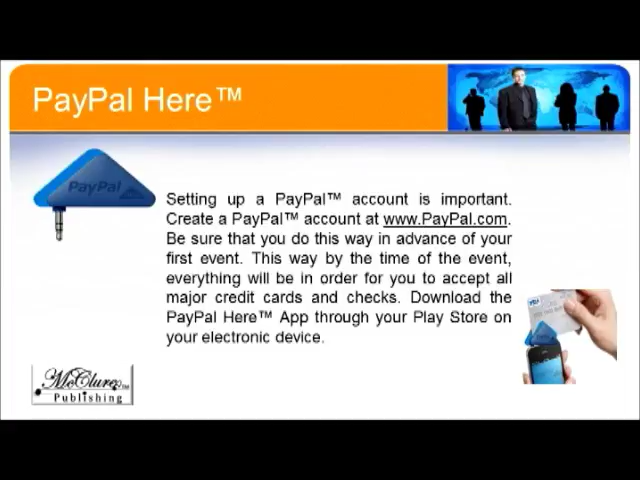 PayPal Here™
PayPal
Setting up a PayPal™ account is important.
Create a PayPal™ account at www.PayPal.com.
Be sure that you do this way in advance of your
first event. This way by the time of the event,
everything will be in order for you to accept all
major credit cards and checks. Download the
PayPal Here™ App through your Play Store on
your electronic device.
McClure
Publishing